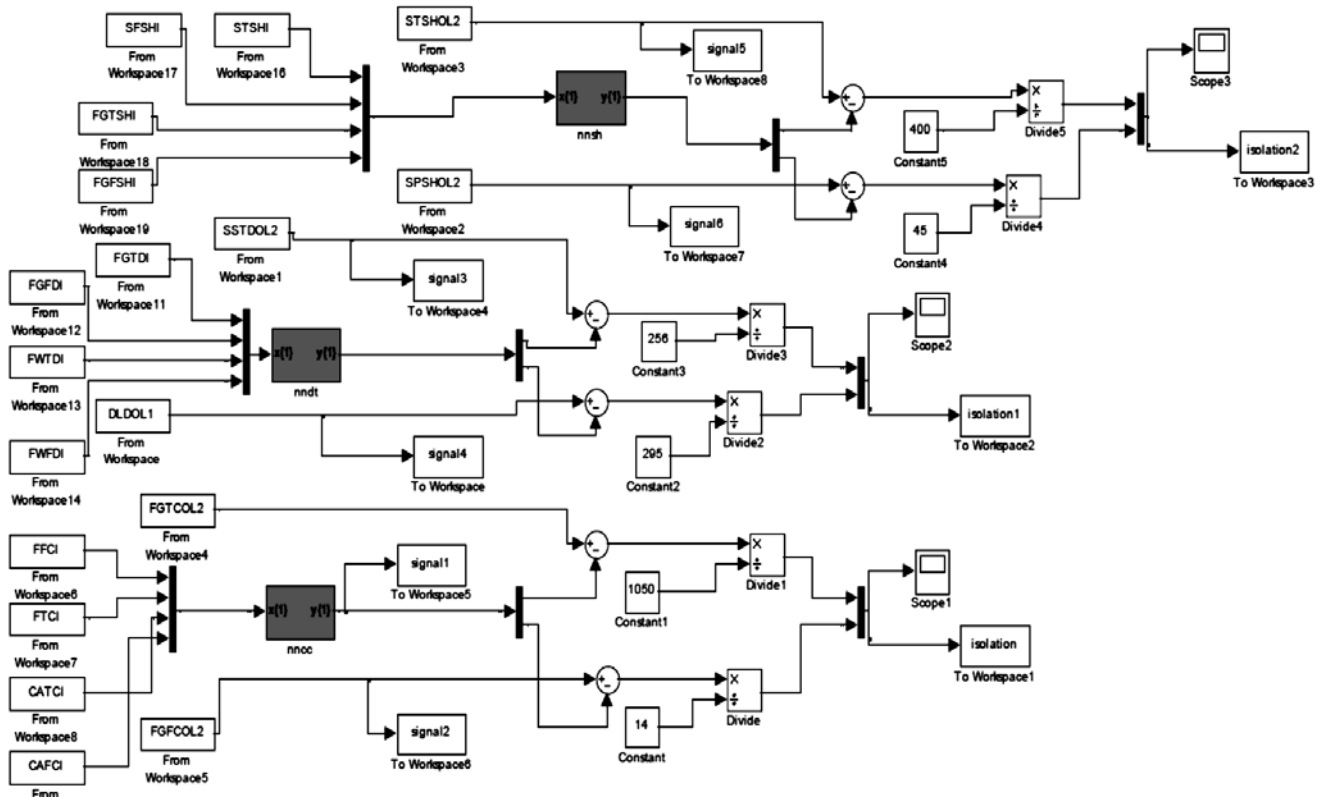 SFSHI
From
Workspace17
STSHI
From
Workspace16
FGTSHI
From
Workspace18
FGFSHI
From
Workspace19
STSHOL2
From
Workspace3
signal5
To Workspace8
x{1} y{1}
nnsh
SPSHOL2
From
Workspace2
signal6
To Workspace7
+
-
+
-
400
Constant5
×
÷
Divide5
45
Constant4
×
÷
Divide4
Scope3
isolation2
To Workspace3
SSTDOL2
From
Workspace1
signal3
To Workspace4
FGTDI
From
Workspace11
FGFDI
From
Workspace12
FWTDI
From
Workspace13
FWFDI
From
Workspace14
x{1} y{1}
nndt
DLDOL1
From
Workspace
signal4
To Workspace
+
-
+
-
256
Constant3
×
÷
Divide3
295
Constant2
×
÷
Divide2
Scope2
isolation1
To Workspace2
FGTCOL2
From
Workspace4
FFCI
From
Workspace6
FTCI
From
Workspace7
CATCI
From
Workspace8
CAFCI
From
x{1} y{1}
nncc
signal1
To Workspace5
FGFCOL2
From
Workspace5
signal2
To Workspace6
+
-
+
-
1050
Constant1
×
÷
Divide1
14
Constant
×
÷
Divide
Scope1
isolation
To Workspace1